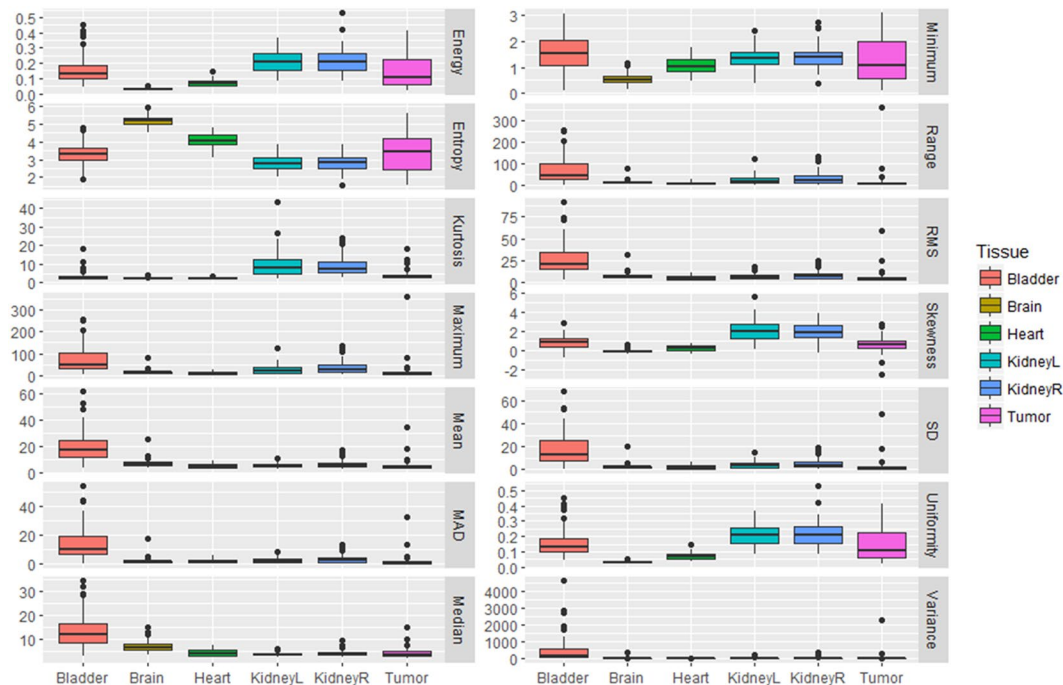 0.5
0.4
0.3
0.2
0.1
0.0
Energy
6
5
4
3
2
Entropy
40
30
20
10
0
Kurtosis
300
200
100
0
Maximum
60
40
20
0
Mean
40
20
0
MAD
30
20
10
Median
Bladder Brain Heart KidneyL KidneyR Tumor
3
2
1
0
Minimum
300
200
100
0
Range
75
50
25
0
RMS
6
4
2
0
-2
Skewness
60
40
20
0
SD
0.5
0.4
0.3
0.2
0.1
0.0
Uniformity
4000
3000
2000
1000
0
Variance
Bladder Brain Heart KidneyL KidneyR Tumor
Tissue
Bladder
Brain
Heart
KidneyL
KidneyR
Tumor